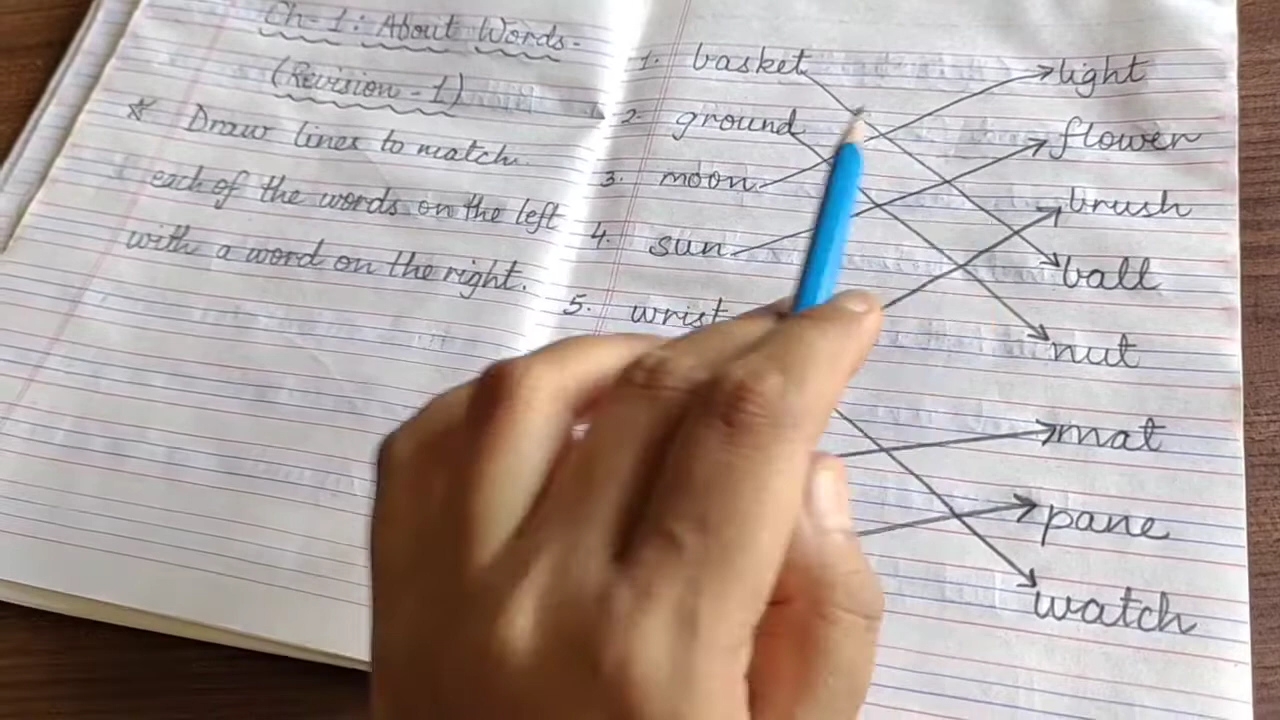 Ch-1: About Words-
(Revision-1)
* Draw lines to match
each of the words on the left
with a word on the right.
1. basket
light
2. ground
flower
3. moon
brush
4. sun
ball
5. wrist
nut
mat
pane
watch